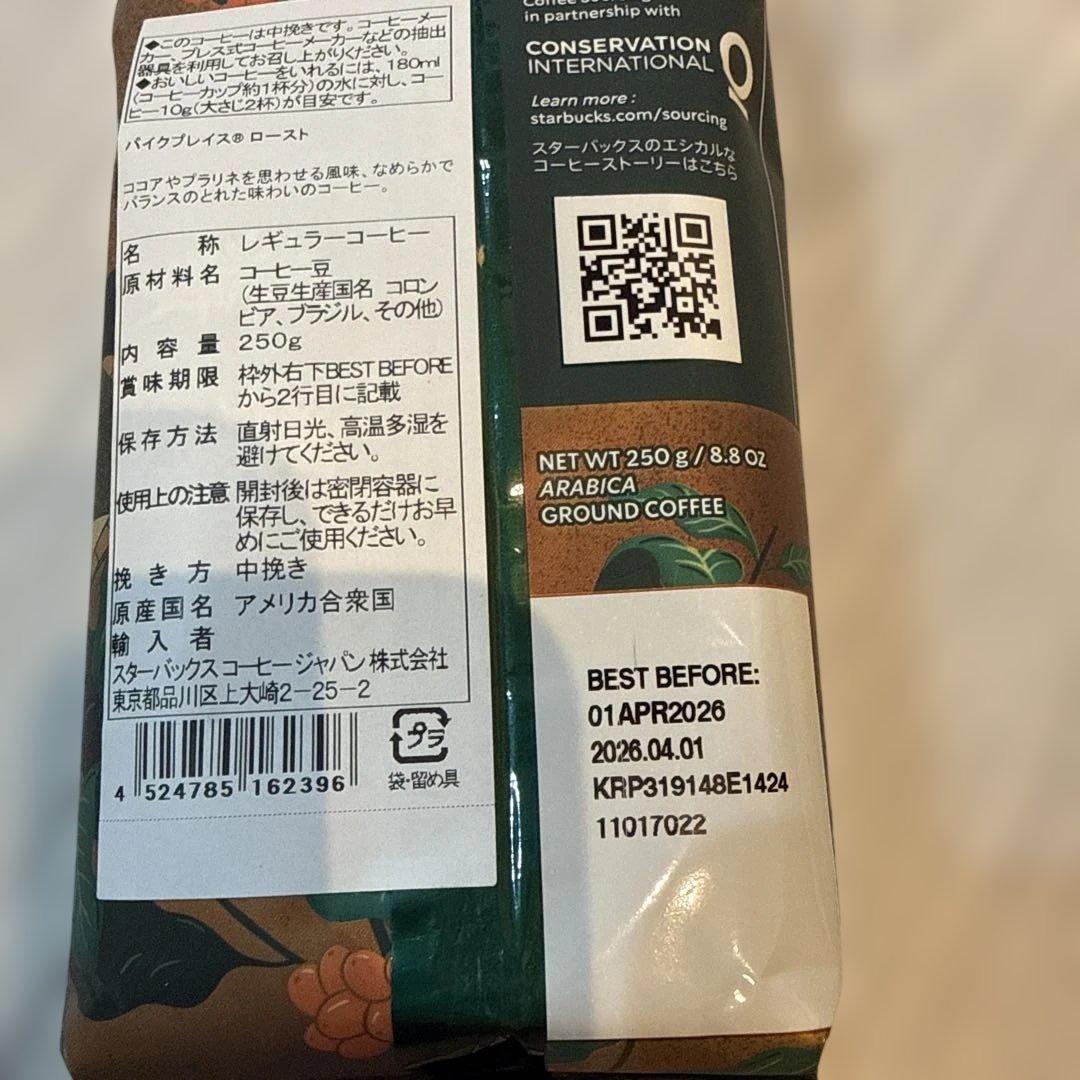 ◆このコーヒーは中挽きです。コーヒーメー
カー、プレス式コーヒーメーカーなどの抽出
器具を利用してお召し上がりください。
◆おいしいコーヒーをいれるには、180ml
(コーヒーカップ約1杯分)の水に対し、コー
ヒー10g(大さじ2杯)が目安です。
パイクプレイス® ロースト
ココアやプラリネを思わせる風味、なめらかで
バランスのとれた味わいのコーヒー。
名称 レギュラーコーヒー
原材料名 コーヒー豆
(生豆生産国名 コロン
ビア、ブラジル、その他)
内容量 250g
賞味期限 枠外右下BEST BEFORE
から2行目に記載
保存方法 直射日光、高温多湿を
避けてください。
使用上の注意 開封後は密閉容器に
保存し、できるだけお早
めにご使用ください。
挽き方 中挽き
原産国名 アメリカ合衆国
輸入者
スターバックス コーヒー ジャパン 株式会社
東京都品川区上大崎2-25-2
4 524785 162396
プラ
袋・留め具
in partnership with
CONSERVATION
INTERNATIONAL
Learn more :
starbucks.com/sourcing
スターバックスのエシカルな
コーヒーストーリーはこちら
NET WT 250 g / 8.8 OZ
ARABICA
GROUND COFFEE
BEST BEFORE:
01APR2026
2026.04.01
KRP319148E1424
11017022